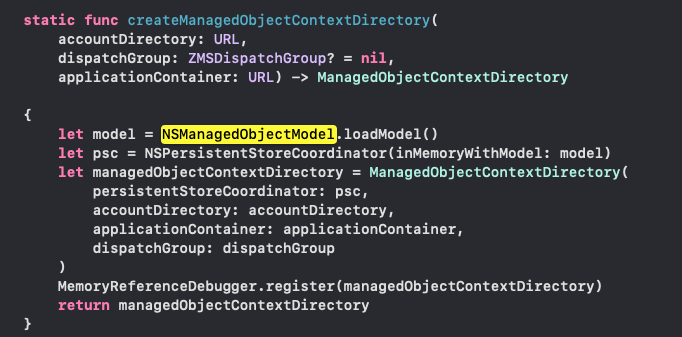 static func createManagedObjectContextDirectory(
    accountDirectory: URL,
    dispatchGroup: ZMSDispatchGroup? = nil,
    applicationContainer: URL) -> ManagedObjectContextDirectory
{
    let model = NSManagedObjectModel.loadModel()
    let psc = NSPersistentStoreCoordinator(inMemoryWithModel: model)
    let managedObjectContextDirectory = ManagedObjectContextDirectory(
        persistentStoreCoordinator: psc,
        accountDirectory: accountDirectory,
        applicationContainer: applicationContainer,
        dispatchGroup: dispatchGroup
    )
    MemoryReferenceDebugger.register(managedObjectContextDirectory)
    return managedObjectContextDirectory
}